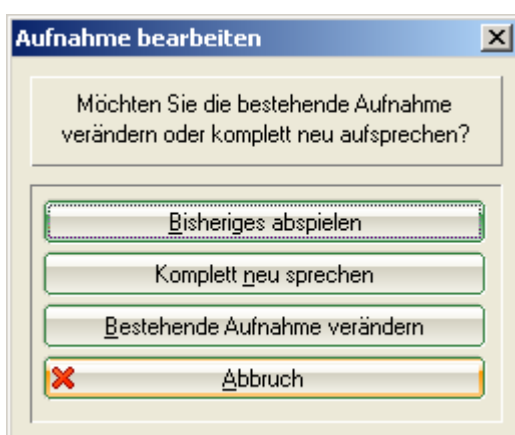 Aufnahme bearbeiten
Möchten Sie die bestehende Aufnahme
verändern oder komplett neu aufsprechen?
Bisheriges abspielen
Komplett neu sprechen
Bestehende Aufnahme verändern
Abbruch